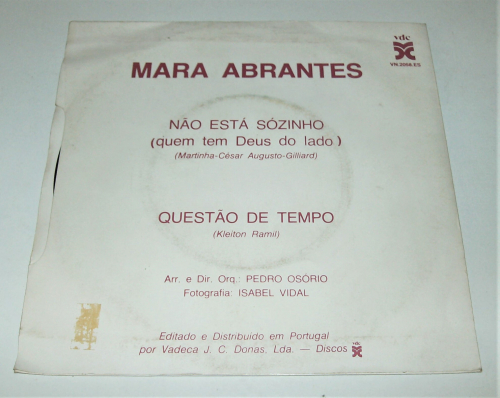 vdc
VN 2008 ES
MARA ABRANTES
NÃO ESTÁ SÓZINHO
(quem tem Deus do lado)
(Martinha-César Augusto-Gilliard)
QUESTÃO DE TEMPO
(Kleiton Ramil)
Arr. e Dir. Orq.: PEDRO OSÓRIO
Fotografia: ISABEL VIDAL
Editado e Distribuido em Portugal
por Vadeca J. C. Donas, Lda. — Discos vdc